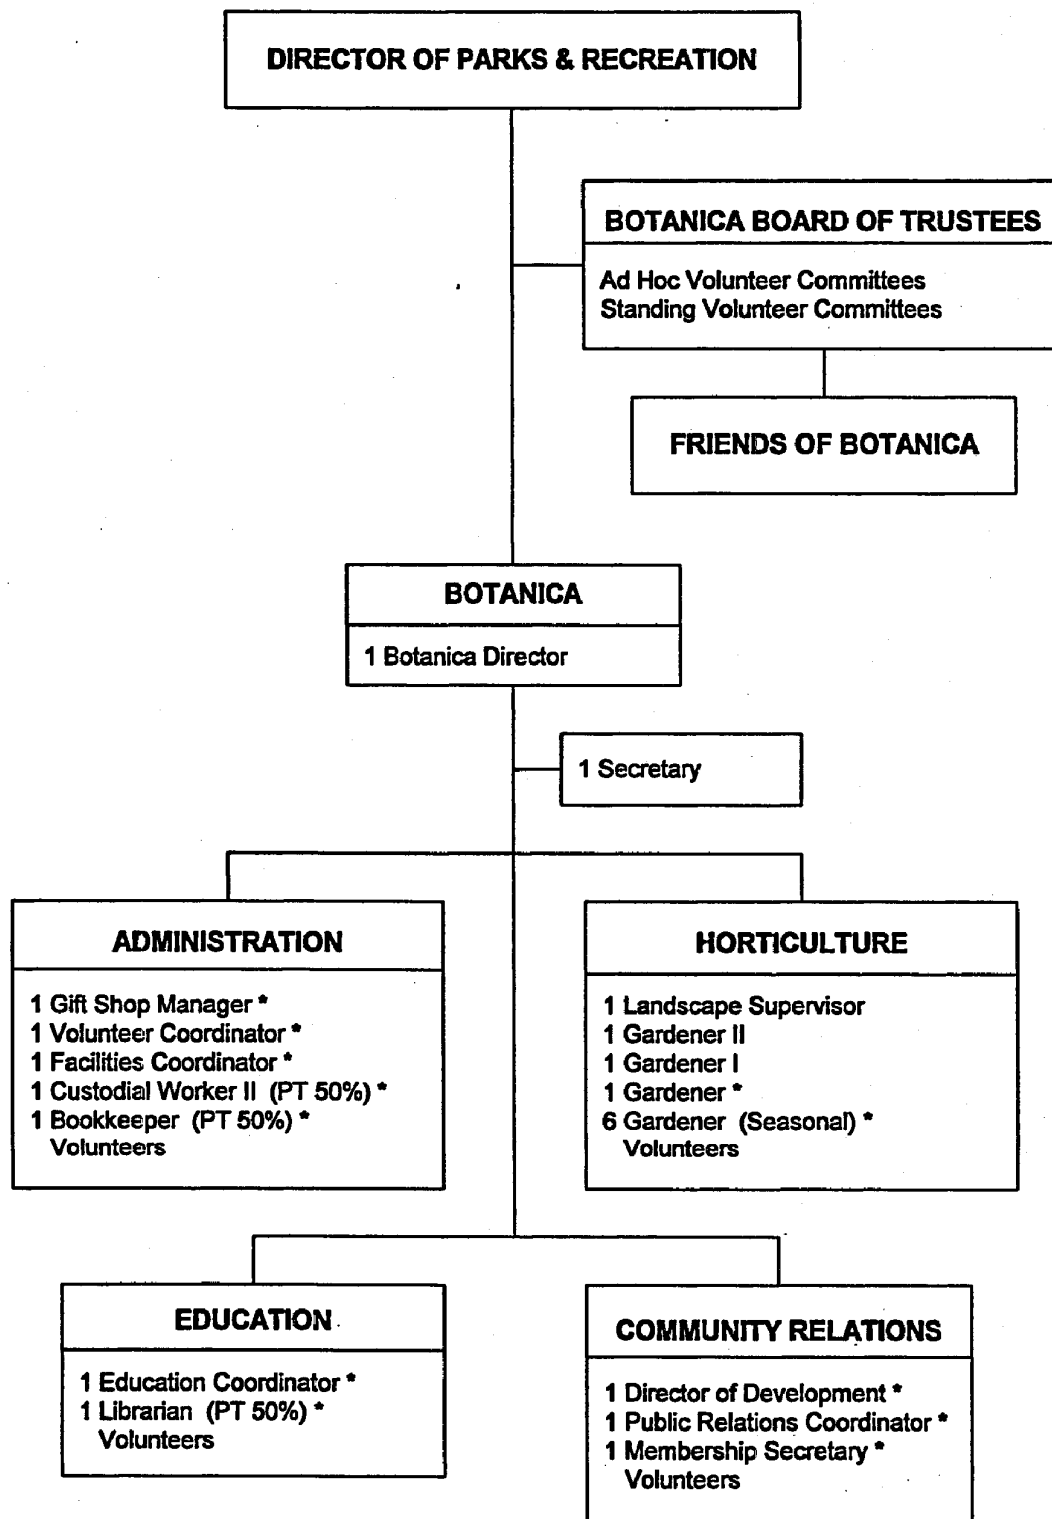 DIRECTOR OF PARKS & RECREATION
BOTANICA BOARD OF TRUSTEES
Ad Hoc Volunteer Committees
Standing Volunteer Committees
FRIENDS OF BOTANICA
BOTANICA
1 Botanica Director
1 Secretary
ADMINISTRATION
1 Gift Shop Manager *
1 Volunteer Coordinator *
1 Facilities Coordinator *
1 Custodial Worker II (PT 50%) *
1 Bookkeeper (PT 50%) *
Volunteers
HORTICULTURE
1 Landscape Supervisor
1 Gardener II
1 Gardener I
1 Gardener *
6 Gardener (Seasonal) *
Volunteers
EDUCATION
1 Education Coordinator *
1 Librarian (PT 50%) *
Volunteers
COMMUNITY RELATIONS
1 Director of Development *
1 Public Relations Coordinator *
1 Membership Secretary *
Volunteers